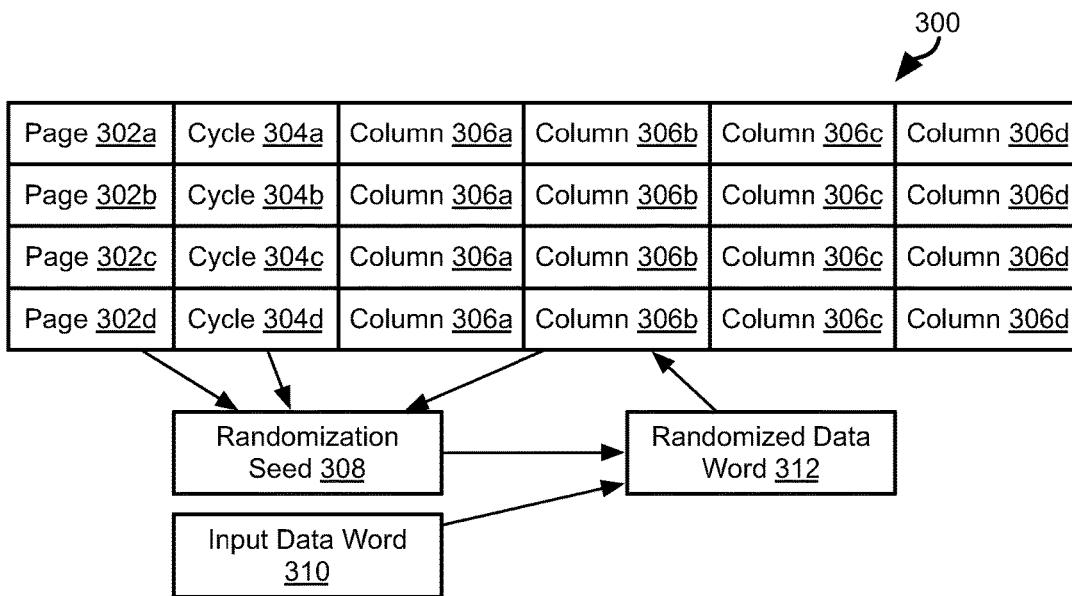 300
Page 302a Cycle 304a Column 306a Column 306b Column 306c Column 306d
Page 302b Cycle 304b Column 306a Column 306b Column 306c Column 306d
Page 302c Cycle 304c Column 306a Column 306b Column 306c Column 306d
Page 302d Cycle 304d Column 306a Column 306b Column 306c Column 306d
Randomization
Seed 308
Randomized Data
Word 312
Input Data Word
310